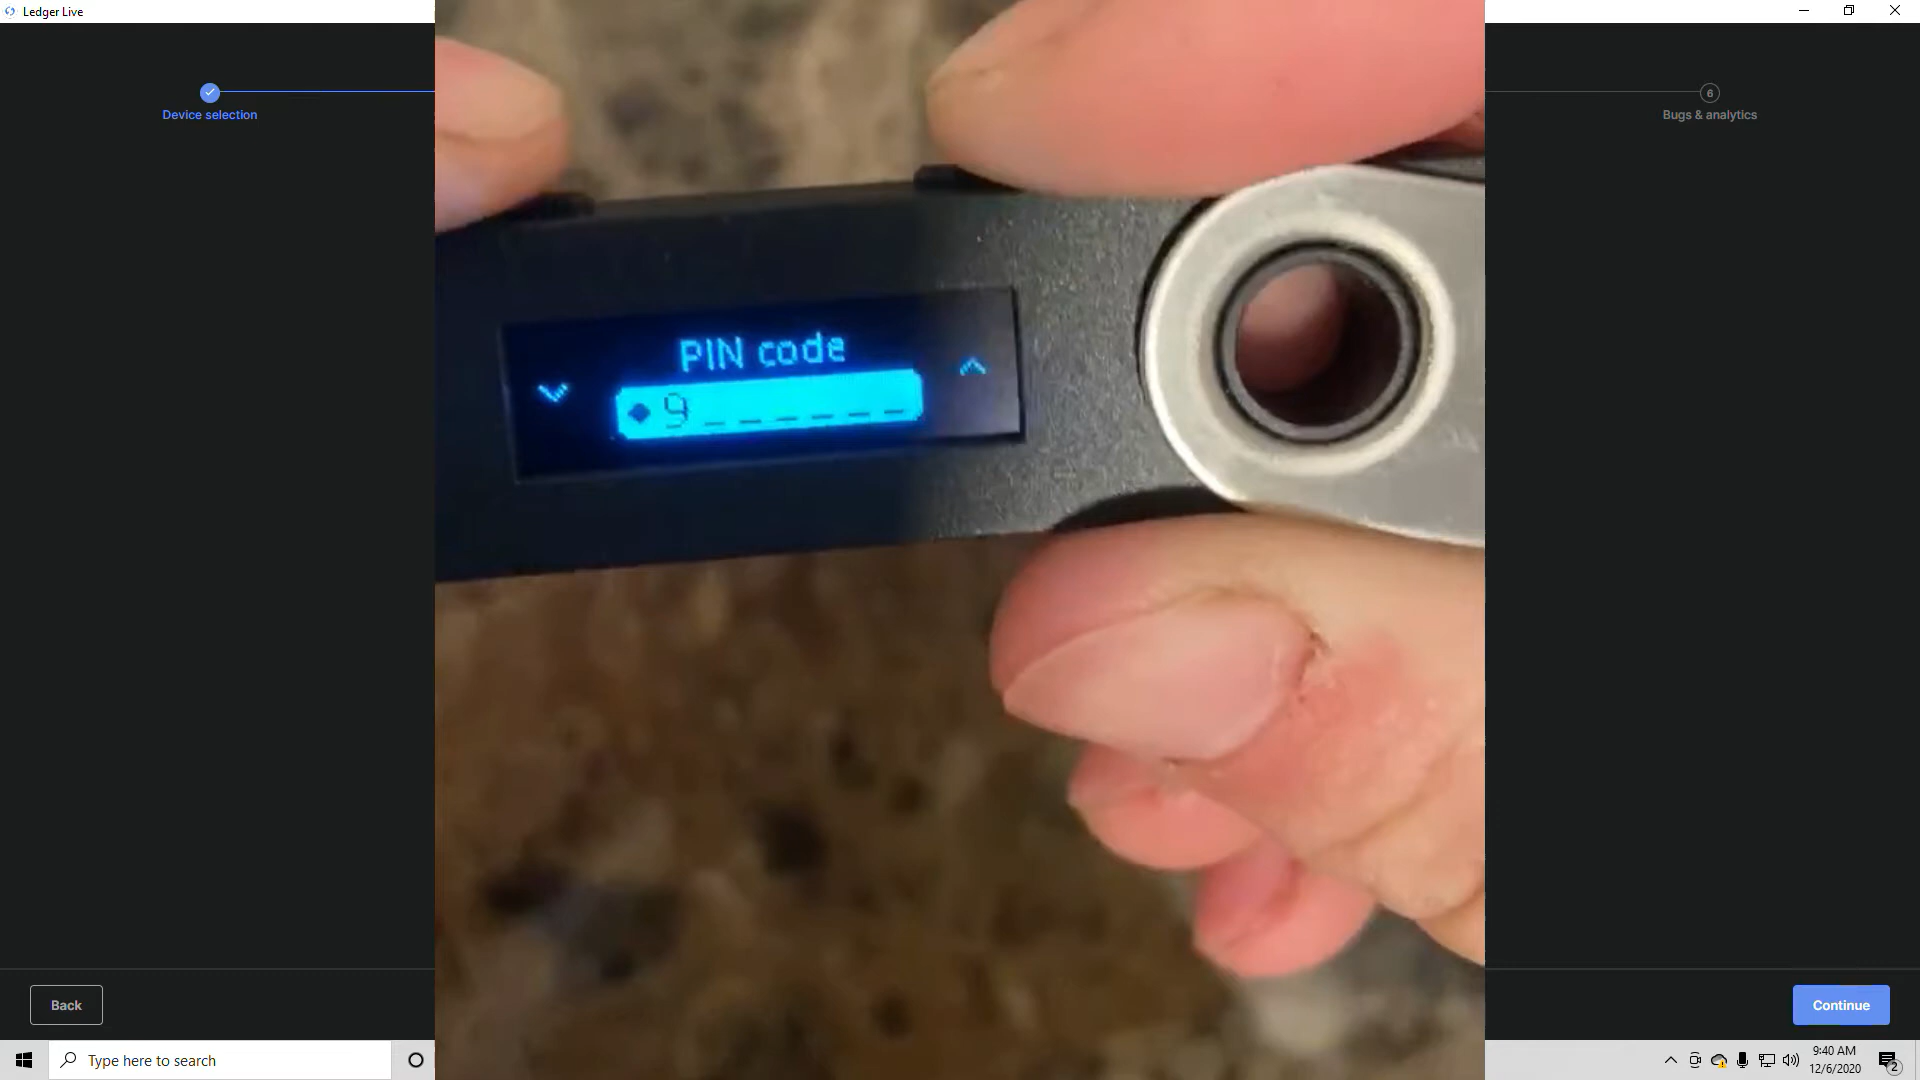 Ledger Live
Device selection
6
Bugs & analytics
PIN code
9 _ _ _ _ _ _
Back
Continue
Type here to search
9:40 AM
12/6/2020
2